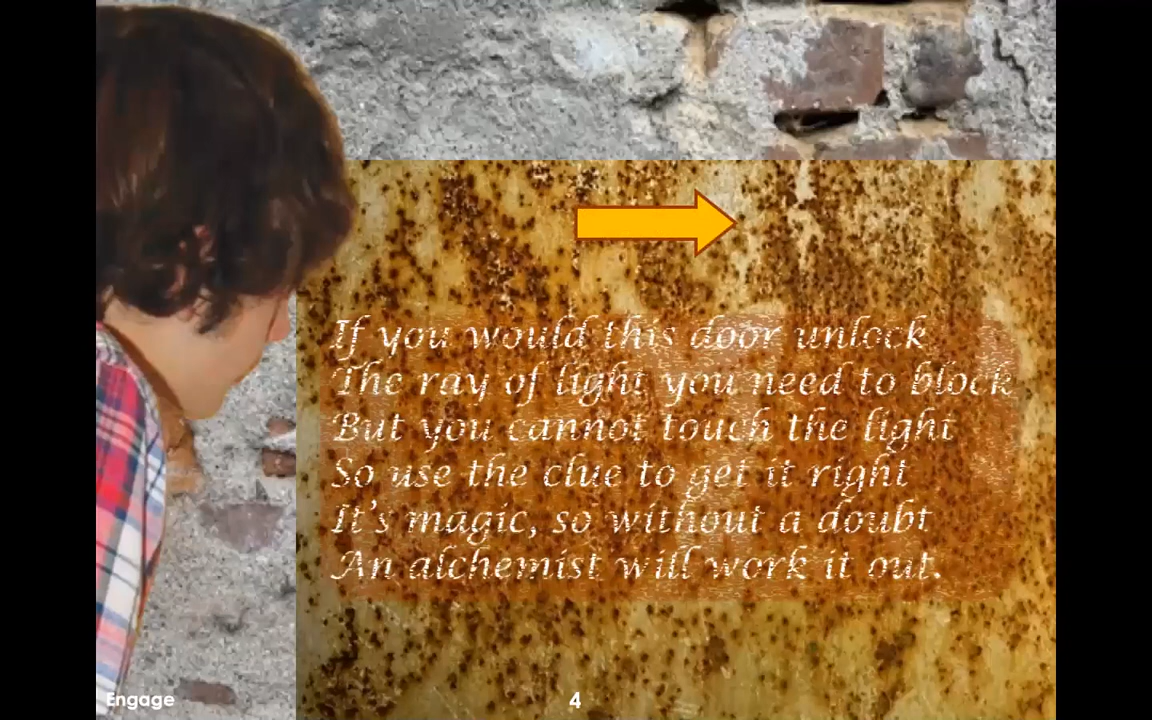 If you would this door unlock
The ray of light you need to block
But you cannot touch the light
So use the clue to get it right
It's magic, so without a doubt
An alchemist will work it out.
Engage
4